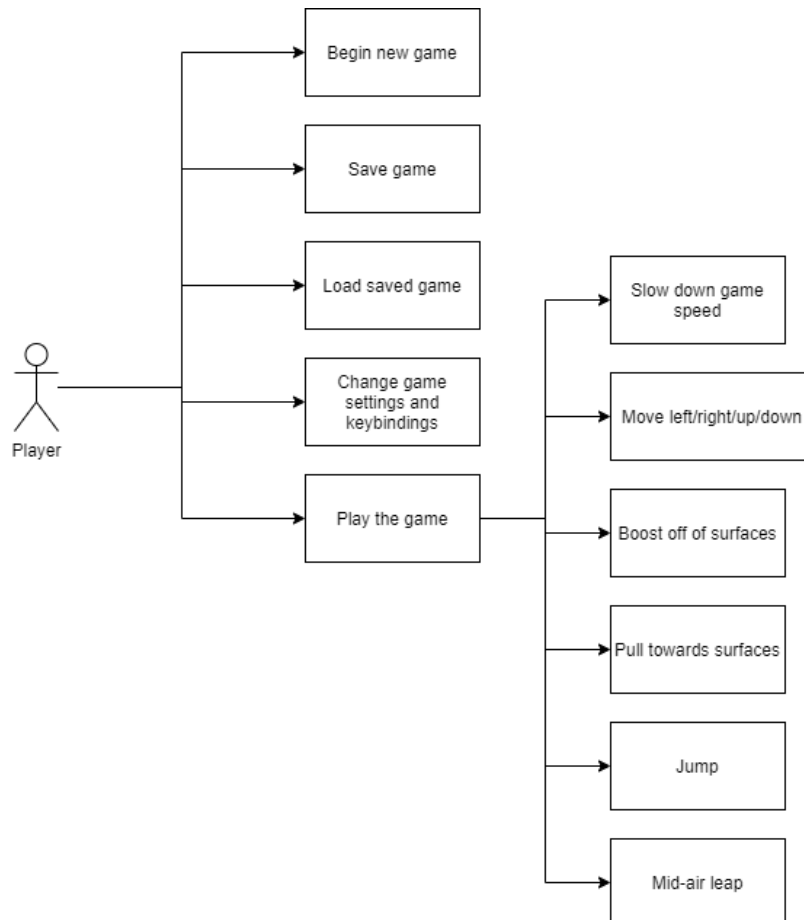 Begin new game
Save game
Load saved game
Change game
settings and
keybindings
Play the game
Player
Slow down game
speed
Move left/right/up/down
Boost off of surfaces
Pull towards surfaces
Jump
Mid-air leap